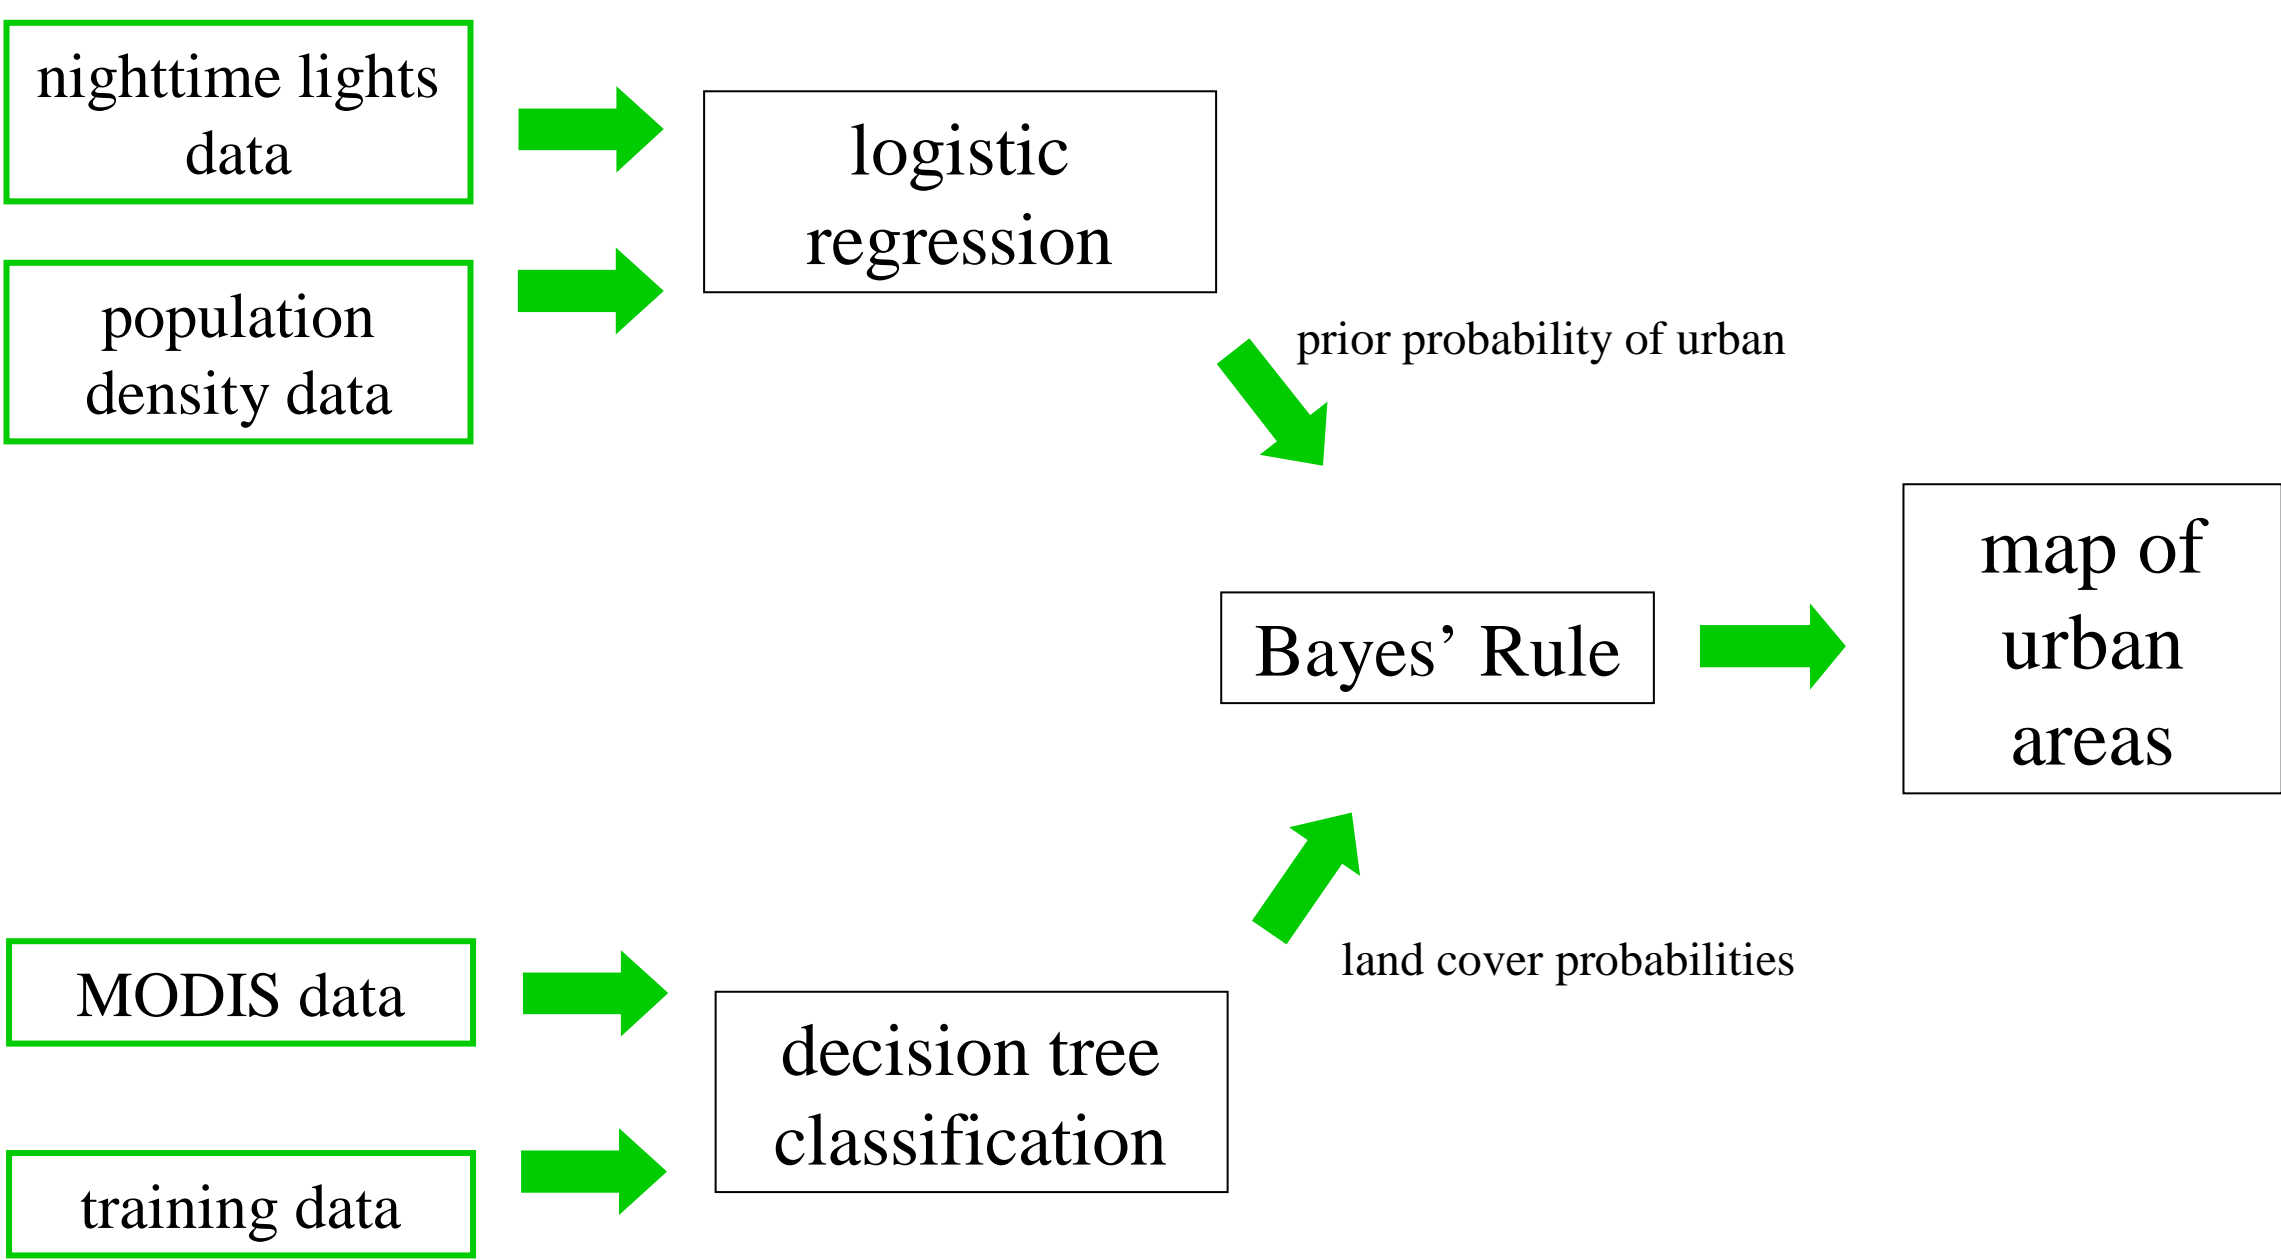 nighttime lights
data
population
density data
logistic
regression
prior probability of urban
Bayes’ Rule
map of
urban
areas
MODIS data
training data
decision tree
classification
land cover probabilities